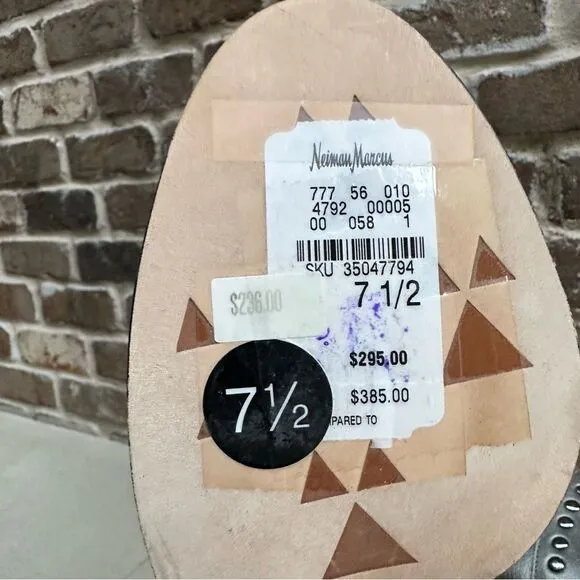 Neiman Marcus
777 56 010
4792 00005
00 058 1
SKU 35047794
7 1/2
$236.00
$295.00
7 1/2
$385.00
PARED TO